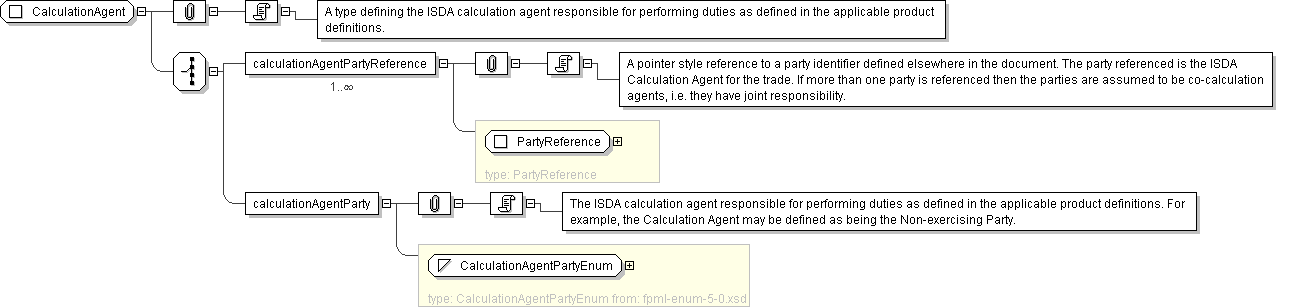 CalculationAgent
A type defining the ISDA calculation agent responsible for performing duties as defined in the applicable product
definitions.
calculationAgentPartyReference
1..∞
A pointer style reference to a party identifier defined elsewhere in the document. The party referenced is the ISDA
Calculation Agent for the trade. If more than one party is referenced then the parties are assumed to be co-calculation
agents, i.e. they have joint responsibility.
PartyReference
type: PartyReference
calculationAgentParty
The ISDA calculation agent responsible for performing duties as defined in the applicable product definitions. For
example, the Calculation Agent may be defined as being the Non-exercising Party.
CalculationAgentPartyEnum
type: CalculationAgentPartyEnum from: fpml-enum-5-0.xsd